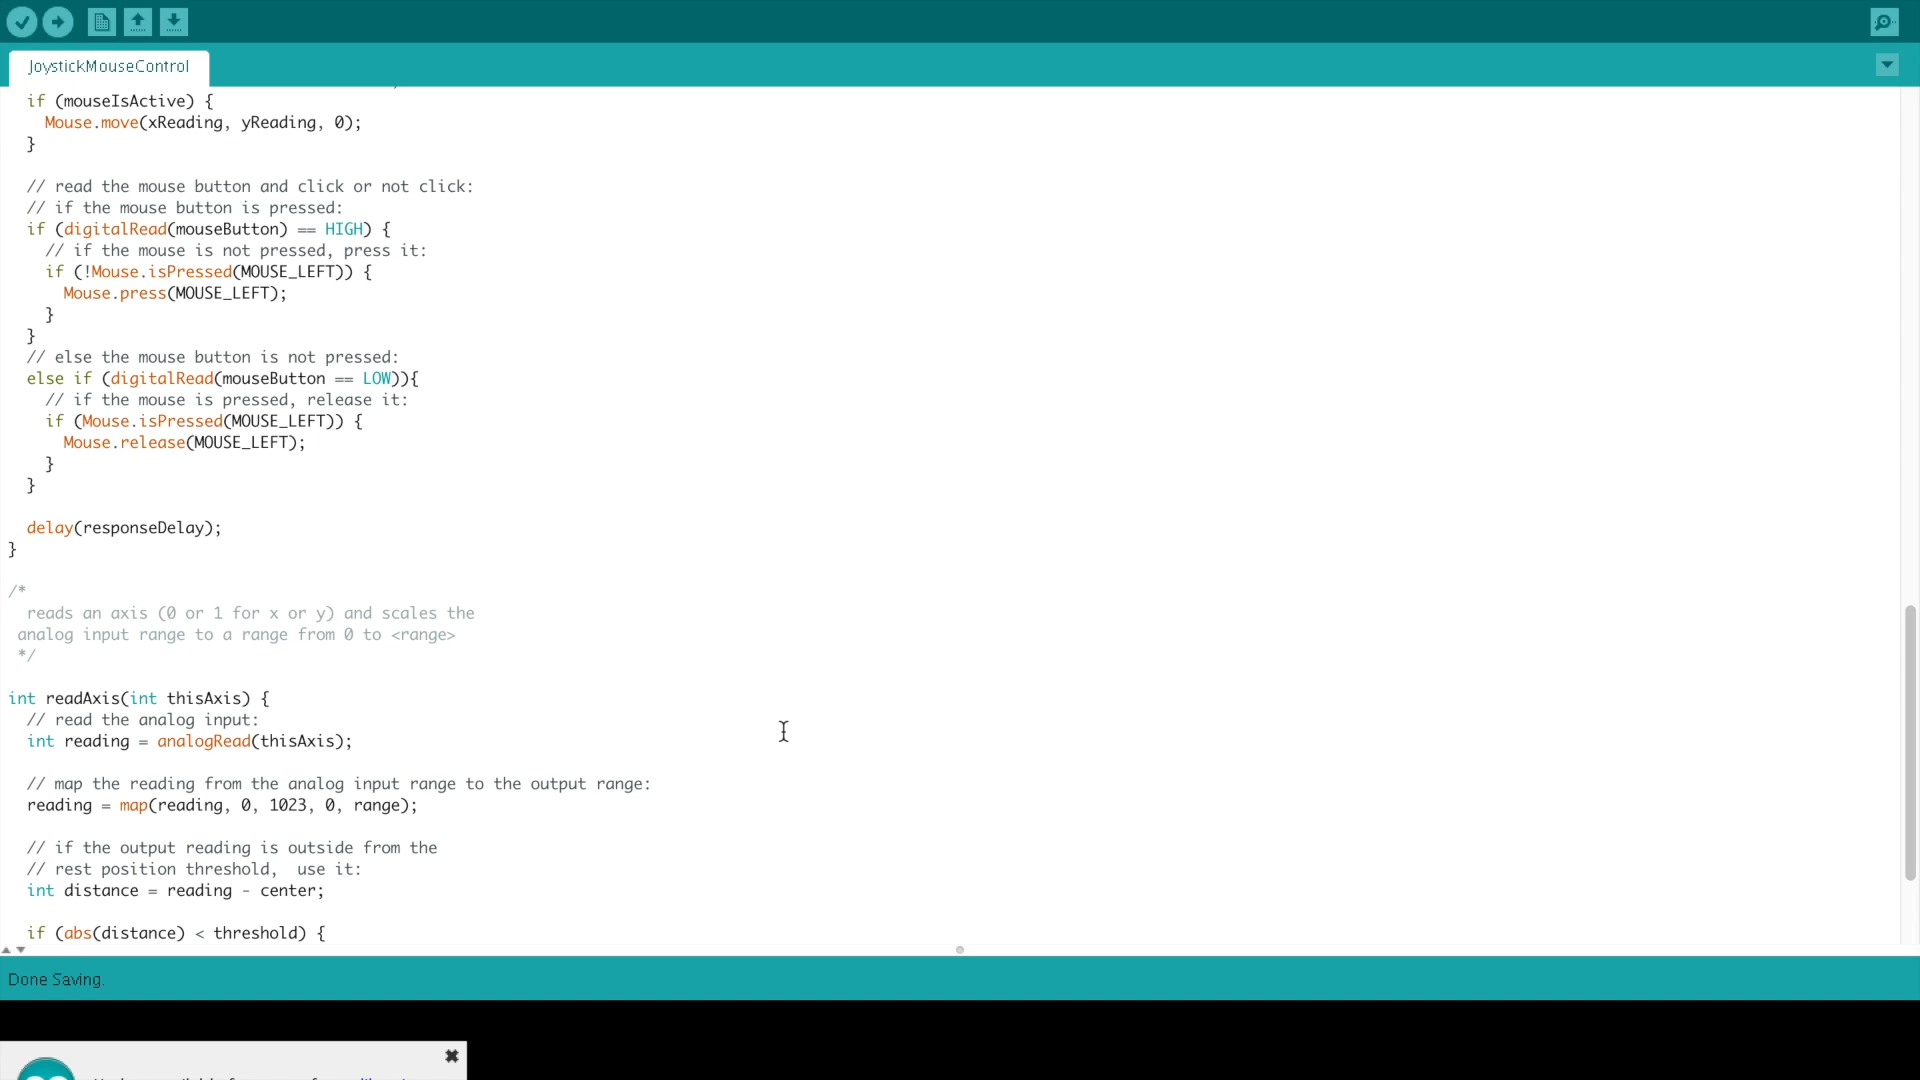 JoystickMouseControl
if (mouseIsActive) {
Mouse.move(xReading, yReading, 0);
}
// read the mouse button and click or not click:
// if the mouse button is pressed:
if (digitalRead(mouseButton) == HIGH) {
// if the mouse is not pressed, press it:
if (!Mouse.isPressed(MOUSE_LEFT)) {
Mouse.press(MOUSE_LEFT);
}
}
// else the mouse button is not pressed:
else if (digitalRead(mouseButton == LOW)){
// if the mouse is pressed, release it:
if (Mouse.isPressed(MOUSE_LEFT)) {
Mouse.release(MOUSE_LEFT);
}
}
delay(responseDelay);
}
/*
reads an axis (0 or 1 for x or y) and scales the
analog input range to a range from 0 to <range>
*/
int readAxis(int thisAxis) {
// read the analog input:
int reading = analogRead(thisAxis);
// map the reading from the analog input range to the output range:
reading = map(reading, 0, 1023, 0, range);
// if the output reading is outside from the
// rest position threshold,  use it:
int distance = reading - center;
if (abs(distance) < threshold) {
Done Saving.